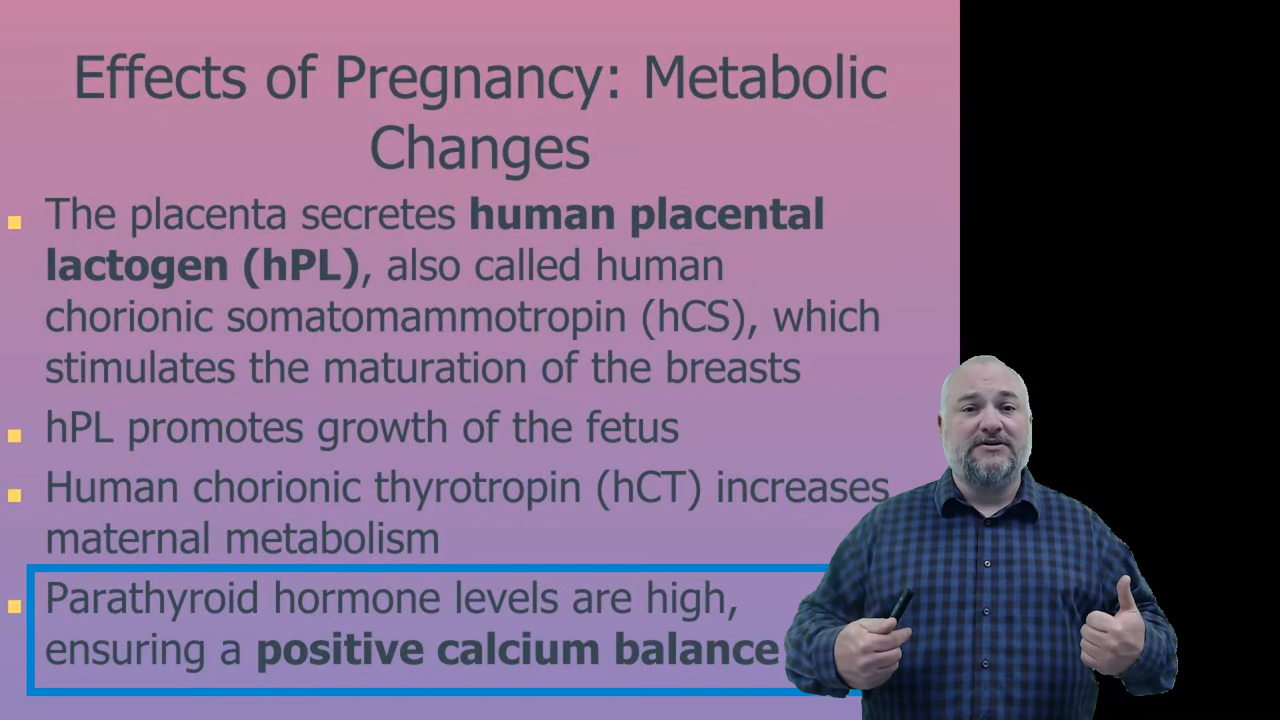 Effects of Pregnancy: Metabolic
Changes
The placenta secretes human placental
lactogen (hPL), also called human
chorionic somatomammotropin (hCS), which
stimulates the maturation of the breasts
hPL promotes growth of the fetus
Human chorionic thyrotropin (hCT) increases
maternal metabolism
Parathyroid hormone levels are high,
ensuring a positive calcium balance